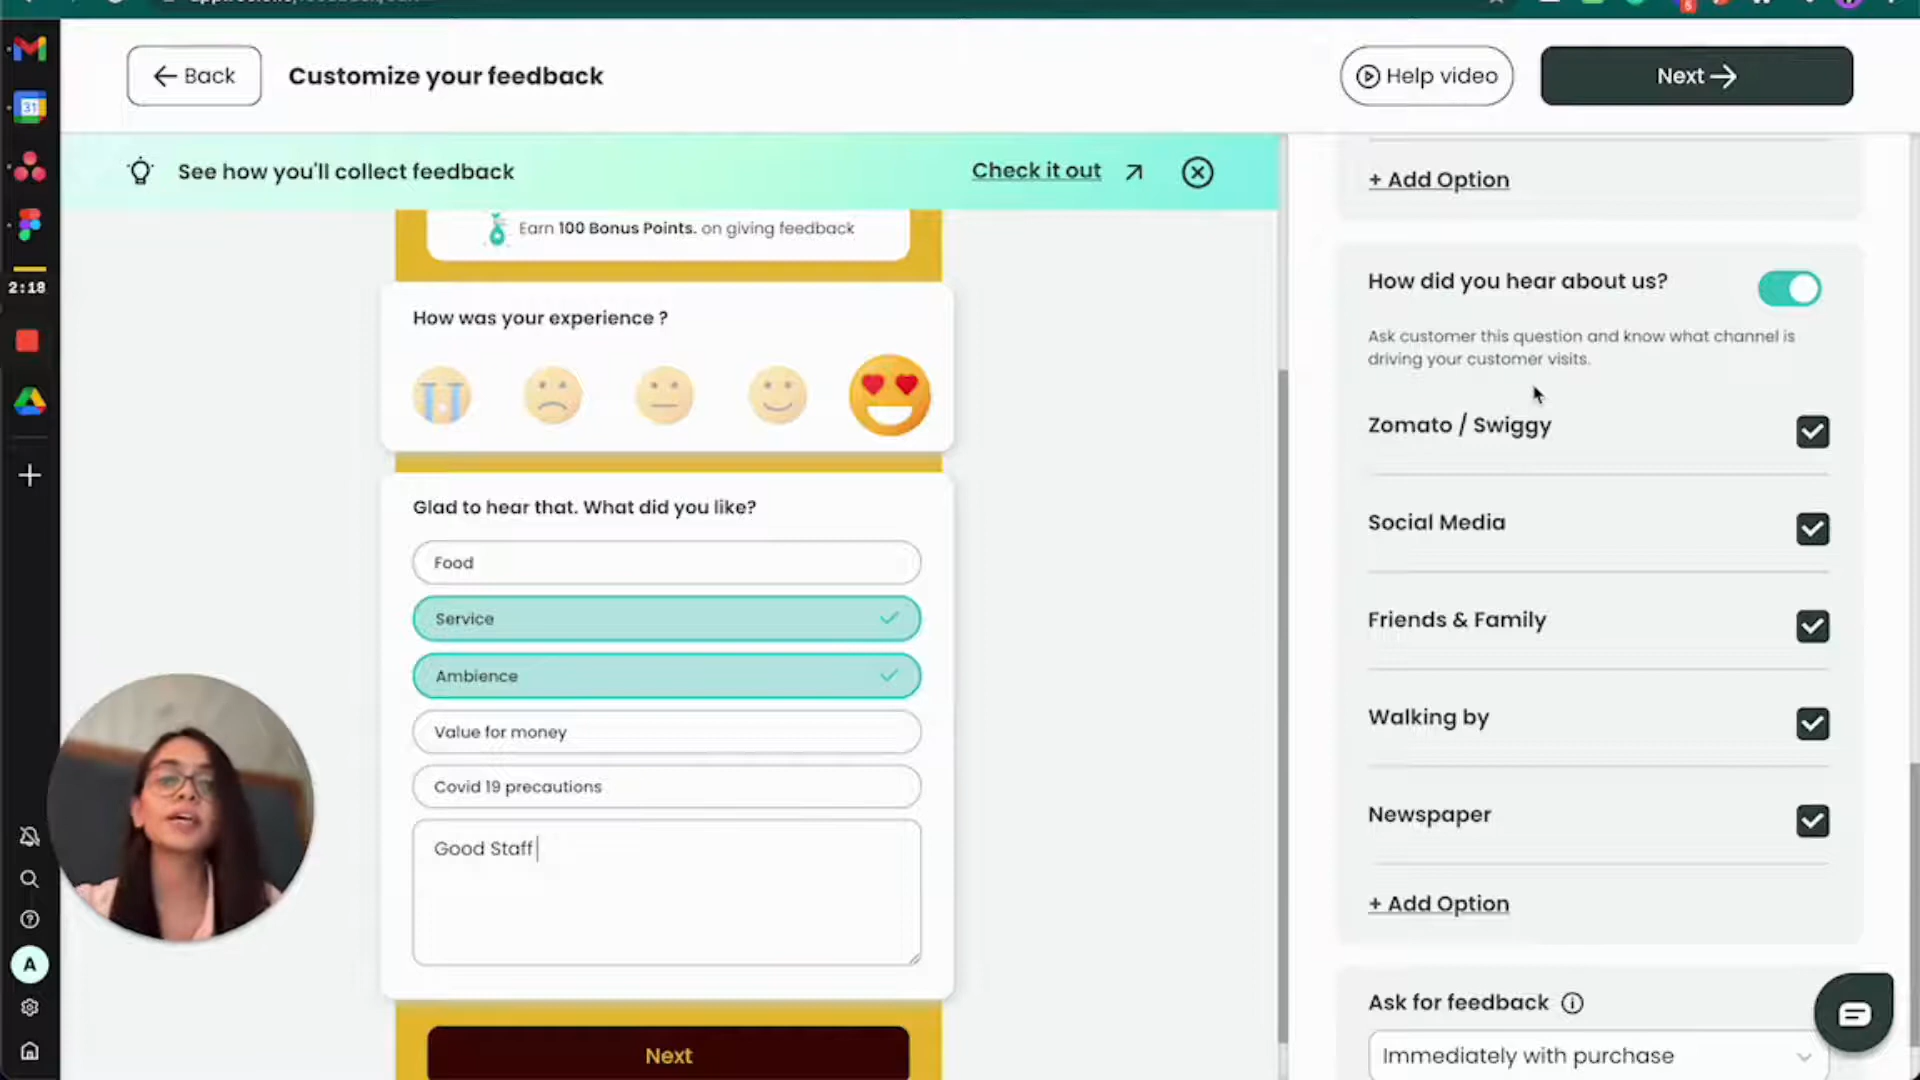 Back
Customize your feedback
Help video
Next
31
See how you'll collect feedback
Check it out
+ Add Option
Earn 100 Bonus Points. on giving feedback
How did you hear about us?
2:18
How was your experience ?
Ask customer this question and know what channel is
driving your customer visits.
Zomato / Swiggy
Glad to hear that. What did you like?
Social Media
Food
Service
Friends & Family
Ambience
Walking by
Value for money
Covid 19 precautions
Newspaper
Good Staff
+ Add Option
A
Ask for feedback
Next
Immediately with purchase